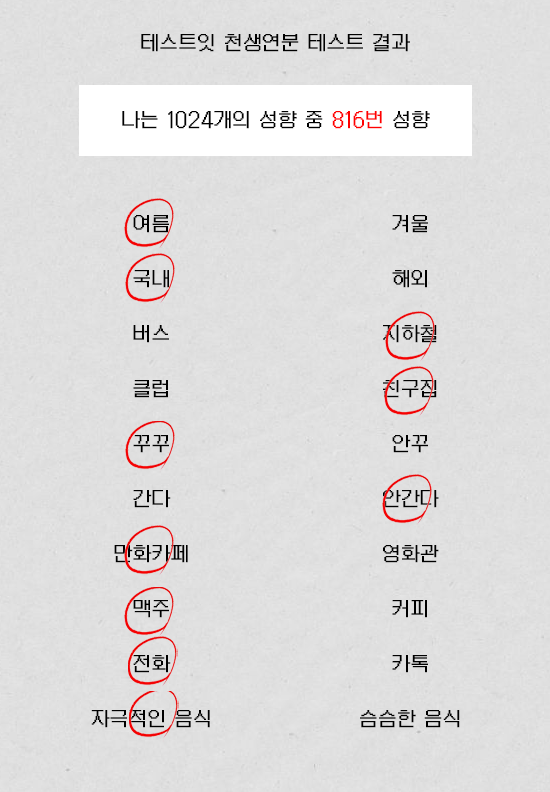 테스트잇 천생연분 테스트 결과
나는 1024개의 성향 중 816번 성향
여름 겨울
국내 해외
버스 지하철
클럽 친구집
꾸꾸 안꾸
간다 안간다
만화카페 영화관
맥주 커피
전화 카톡
자극적인 음식 슴슴한 음식